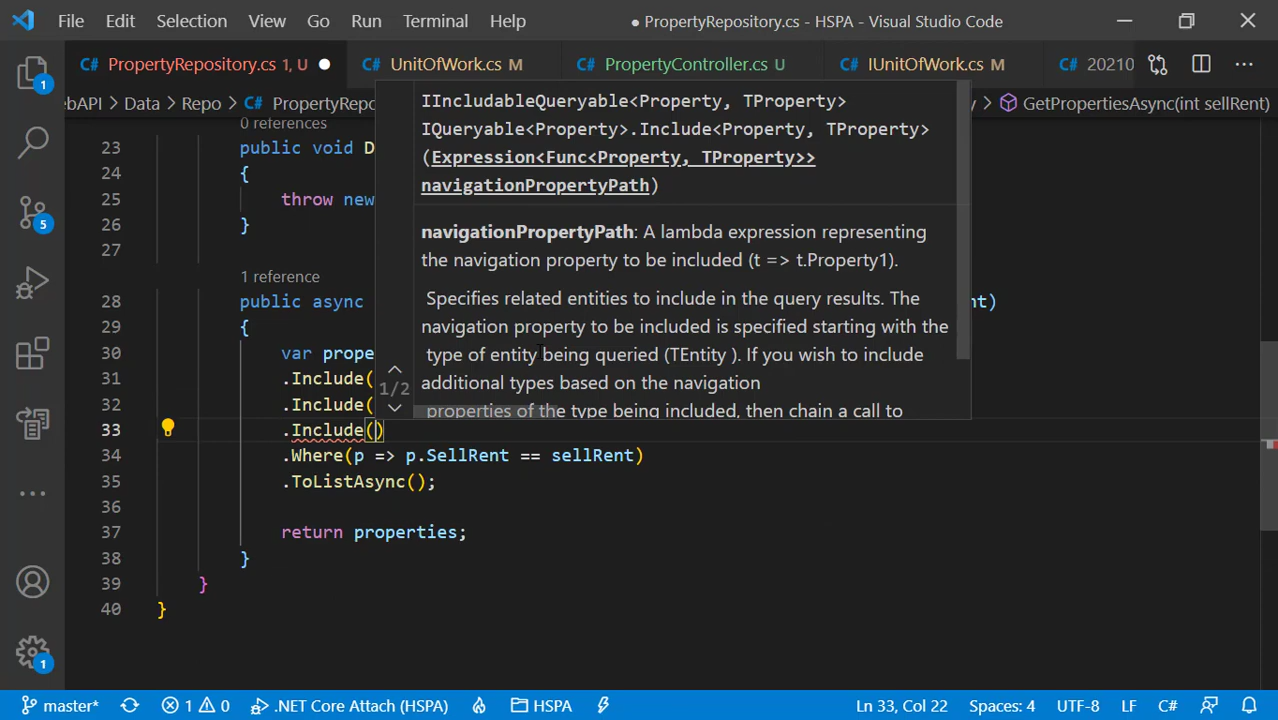 File Edit Selection View Go Run Terminal Help
● PropertyRepository.cs - HSPA - Visual Studio Code
C# PropertyRepository.cs 1, U ●
C# UnitOfWork.cs M
C# PropertyController.cs U
C# IUnitOfWork.cs M
C# 20210
ebAPI > Data > Repo > C# PropertyRepo
GetPropertiesAsync(int sellRent)
IIncludableQueryable<Property, TProperty>
IQueryable<Property>.Include<Property, TProperty>
(Expression<Func<Property, TProperty>>
navigationPropertyPath)
navigationPropertyPath: A lambda expression representing
the navigation property to be included (t => t.Property1).
Specifies related entities to include in the query results. The
navigation property to be included is specified starting with the
type of entity being queried (TEntity ). If you wish to include
additional types based on the navigation
properties of the type being included, then chain a call to
1/2
0 references
23 public void D
24 {
25 throw new
26 }
27
1 reference
28 public async nt)
29 {
30 var prope
31 .Include(
32 .Include(
33 .Include()
34 .Where(p => p.SellRent == sellRent)
35 .ToListAsync();
36
37 return properties;
38 }
39 }
40 }
1
5
1
master* 1 0 .NET Core Attach (HSPA) HSPA Ln 33, Col 22 Spaces: 4 UTF-8 LF C#